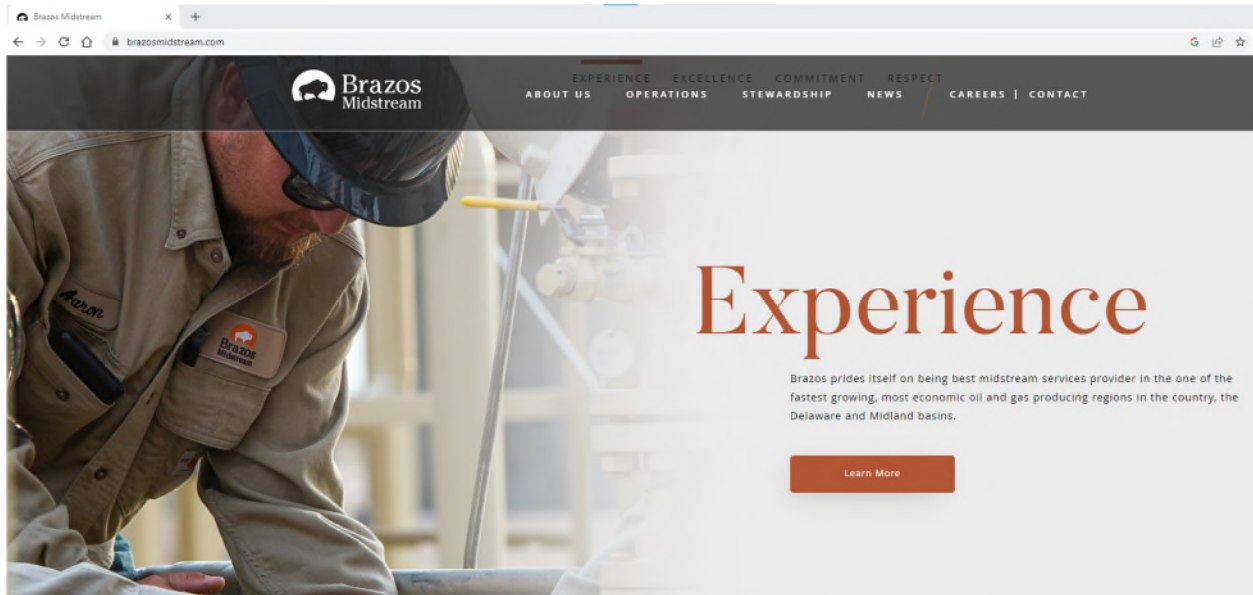 Brazos Midstream
brazosmidstream.com
Brazos
Midstream
EXPERIENCE EXCELLENCE COMMITMENT RESPECT
ABOUT US OPERATIONS STEWARDSHIP NEWS CAREERS | CONTACT
Aaron
Brazos
Midstream
Experience
Brazos prides itself on being best midstream services provider in the one of the
fastest growing, most economic oil and gas producing regions in the country, the
Delaware and Midland basins.
Learn More